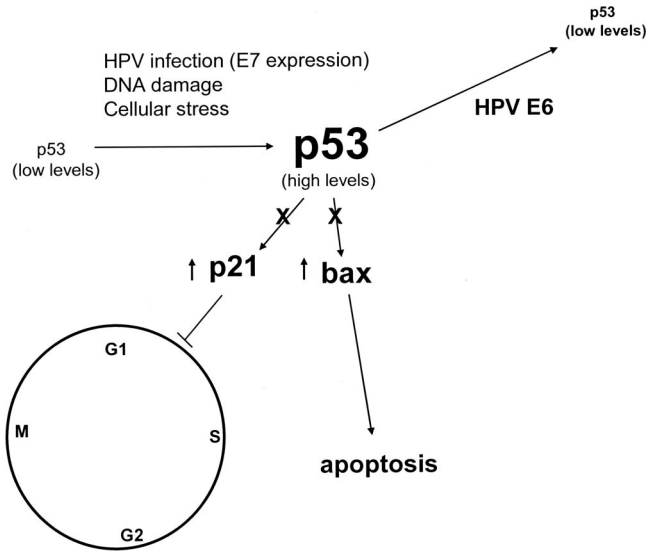 p53
(low levels)
HPV infection (E7 expression)
DNA damage
Cellular stress
HPV E6
p53
(low levels)
p53
(high levels)
X X
↑ p21 ↑ bax
G1
M S
G2
apoptosis